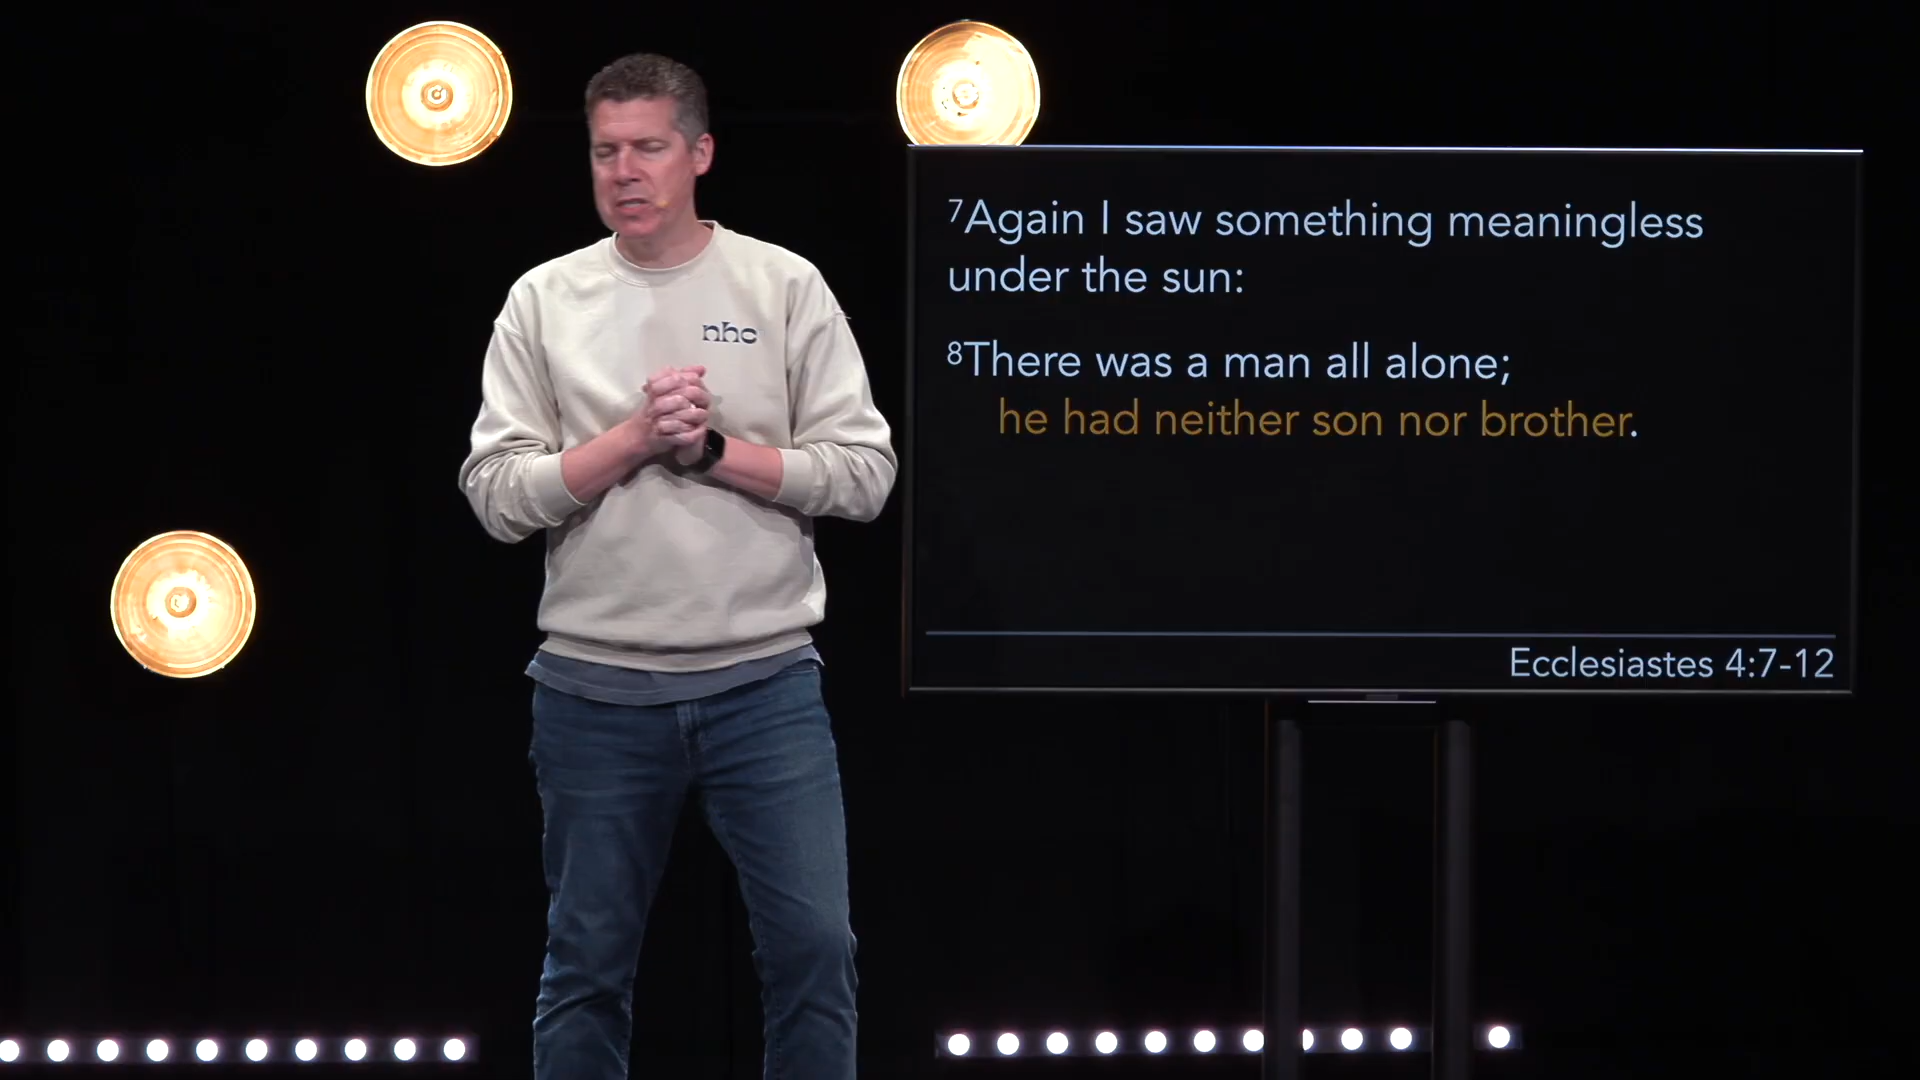 nhc
⁷Again I saw something meaningless
under the sun:
⁸There was a man all alone;
he had neither son nor brother.
Ecclesiastes 4:7-12